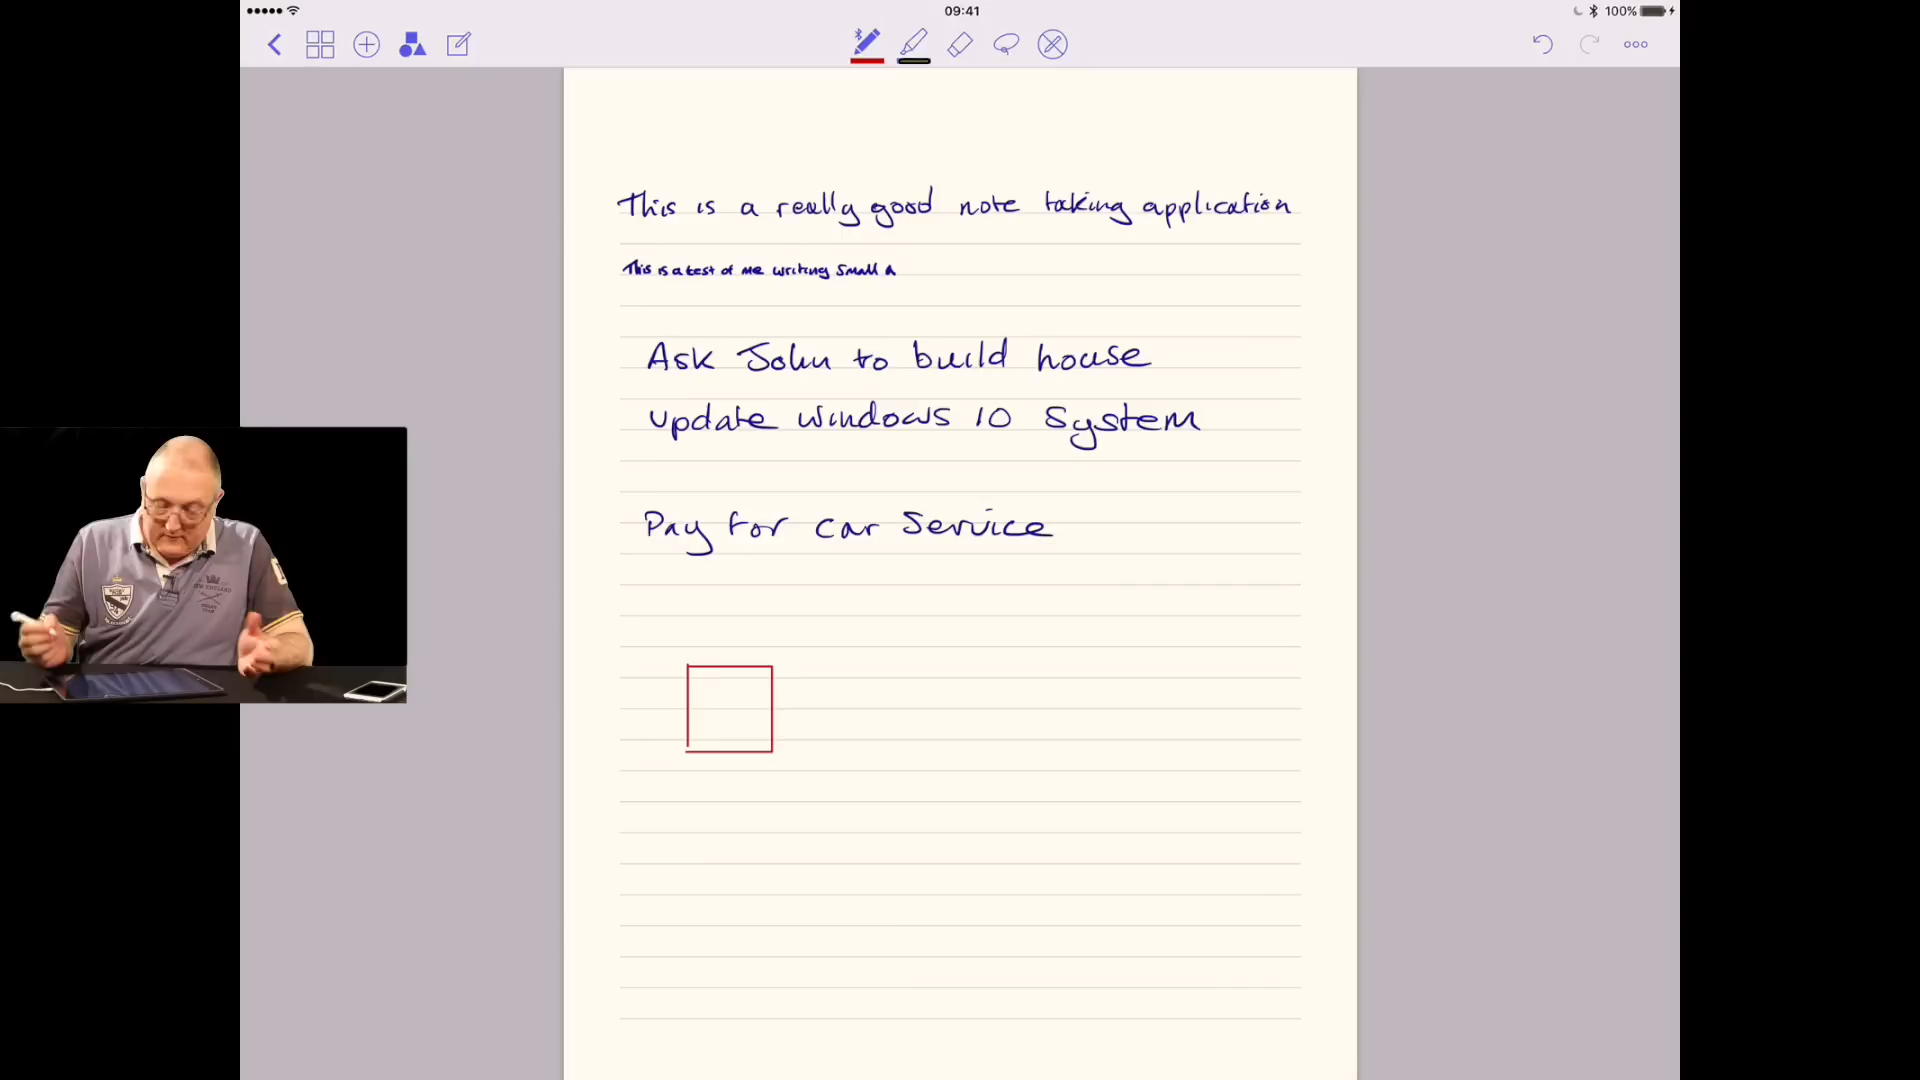 09:41
100%
This is a really good note taking application
This is a test of me writing small A
Ask John to build house
update windows 10 System
Pay for car Service